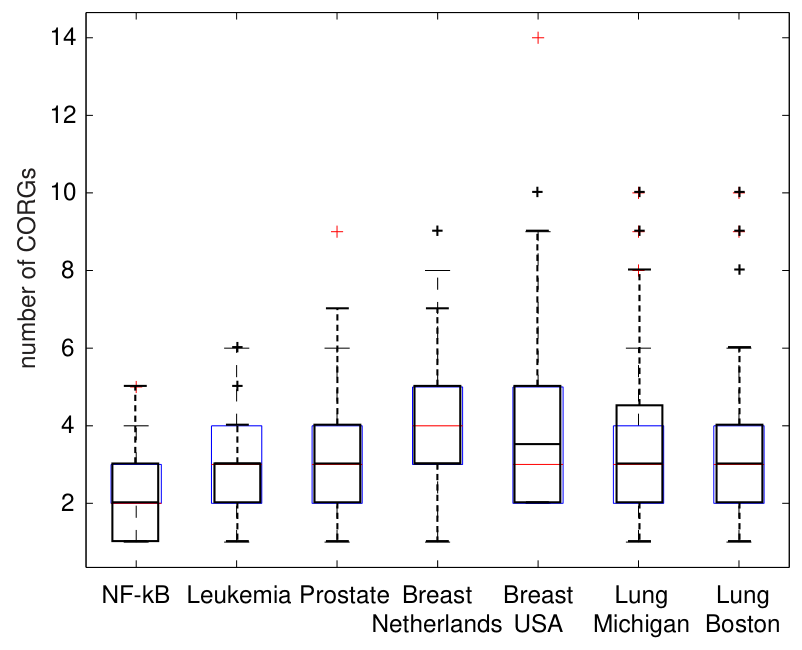 number of CORGs
14
12
10
8
6
4
2
NF-kB Leukemia Prostate Breast Breast Lung Lung
Netherlands USA Michigan Boston